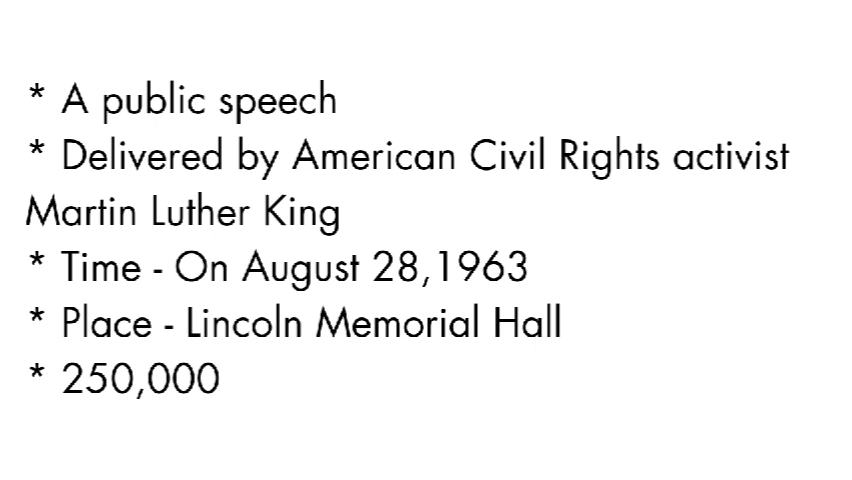 * A public speech
* Delivered by American Civil Rights activist
Martin Luther King
* Time - On August 28,1963
* Place - Lincoln Memorial Hall
* 250,000